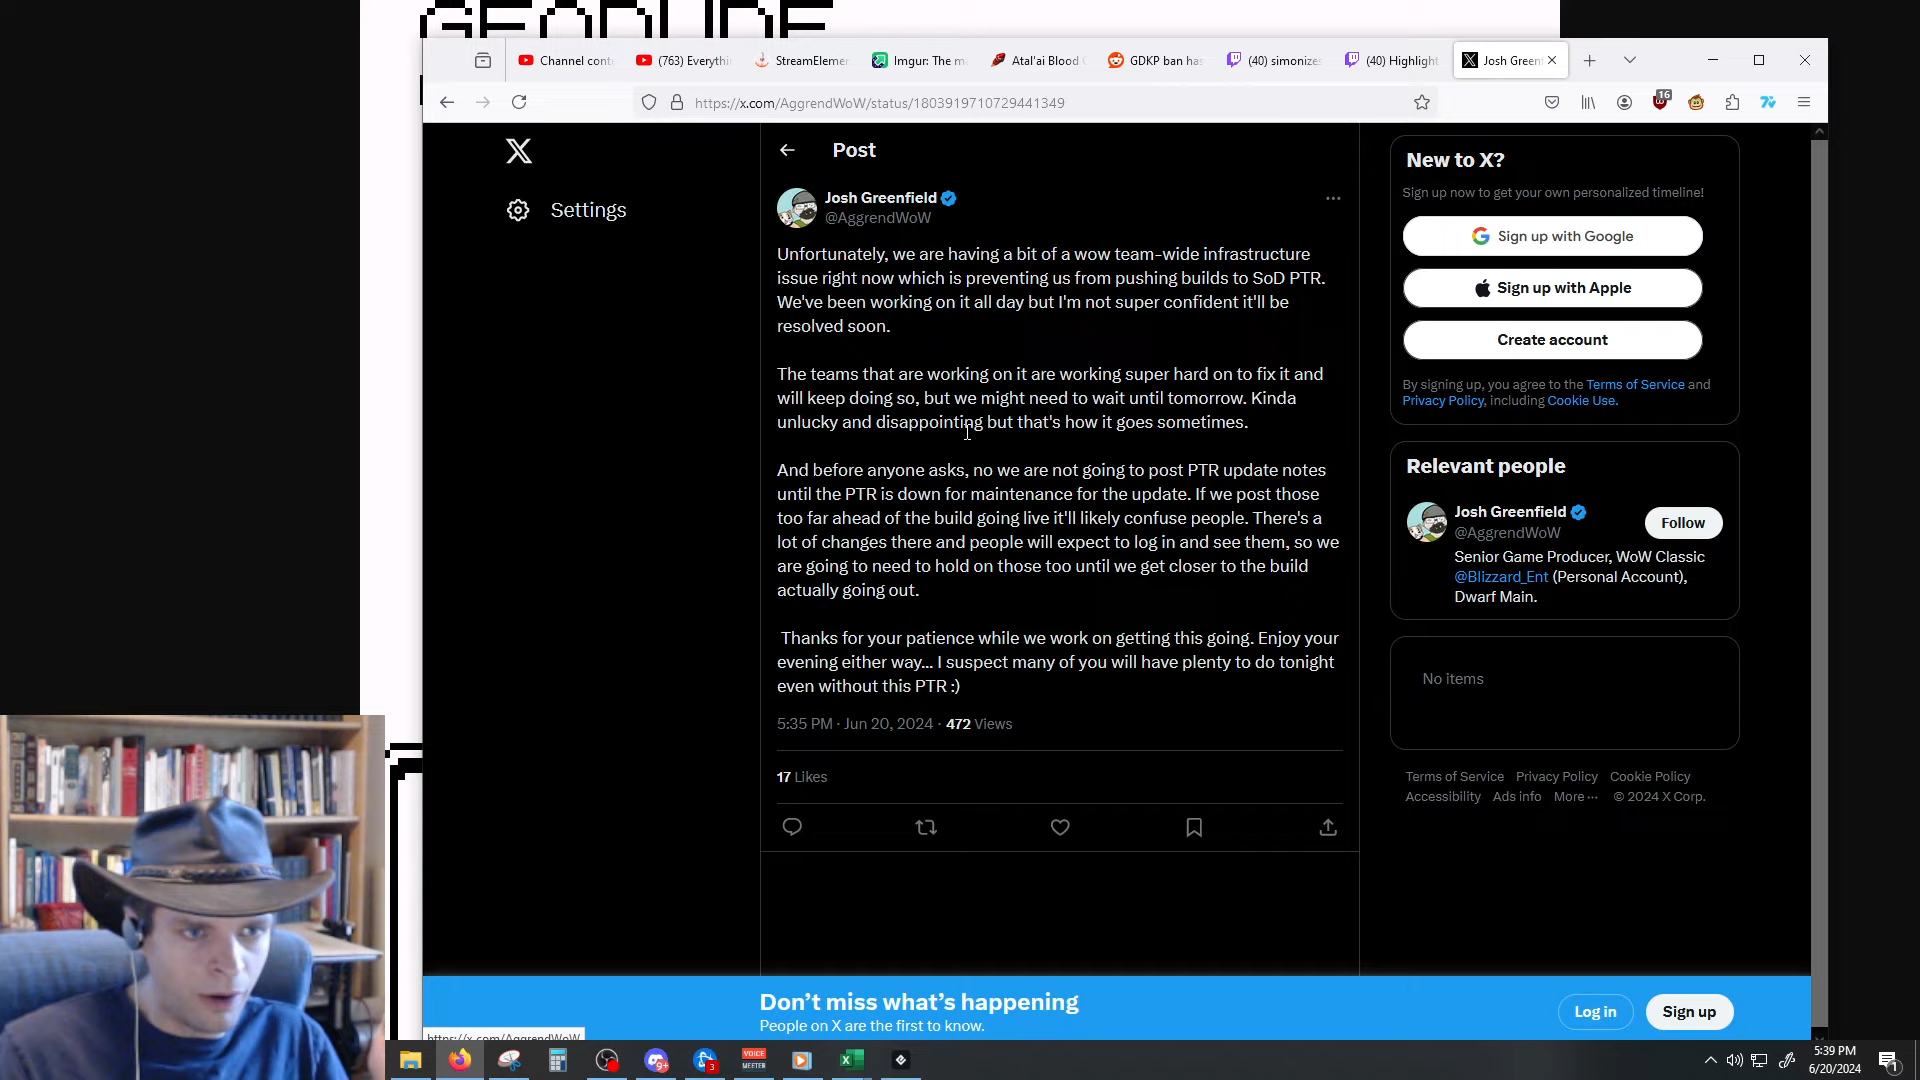 GEODUDE
Channel cont
(763) Everythi
StreamElemen
Imgur: The m
Atal'ai Blood
GDKP ban has
(40) simonize
(40) Highlight
Josh Green
https://x.com/AggrendWoW/status/1803919710729441349
16
Settings
Post
Josh Greenfield
@AggrendWoW
Unfortunately, we are having a bit of a wow team-wide infrastructure
issue right now which is preventing us from pushing builds to SoD PTR.
We've been working on it all day but I'm not super confident it'll be
resolved soon.
The teams that are working on it are working super hard on to fix it and
will keep doing so, but we might need to wait until tomorrow. Kinda
unlucky and disappointing but that's how it goes sometimes.
And before anyone asks, no we are not going to post PTR update notes
until the PTR is down for maintenance for the update. If we post those
too far ahead of the build going live it'll likely confuse people. There's a
lot of changes there and people will expect to log in and see them, so we
are going to need to hold on those too until we get closer to the build
actually going out.
Thanks for your patience while we work on getting this going. Enjoy your
evening either way... I suspect many of you will have plenty to do tonight
even without this PTR :)
5:35 PM · Jun 20, 2024 · 472 Views
17 Likes
New to X?
Sign up now to get your own personalized timeline!
Sign up with Google
Sign up with Apple
Create account
By signing up, you agree to the Terms of Service and
Privacy Policy, including Cookie Use.
Relevant people
Josh Greenfield
@AggrendWoW
Follow
Senior Game Producer, WoW Classic
@Blizzard_Ent (Personal Account),
Dwarf Main.
No items
Terms of Service Privacy Policy Cookie Policy
Accessibility Ads info More ··· © 2024 X Corp.
Don't miss what's happening
People on X are the first to know.
Log in
Sign up
https://x.com/AggrendWoW
9+
3
VOICE
MEETER
5:39 PM
6/20/2024
1